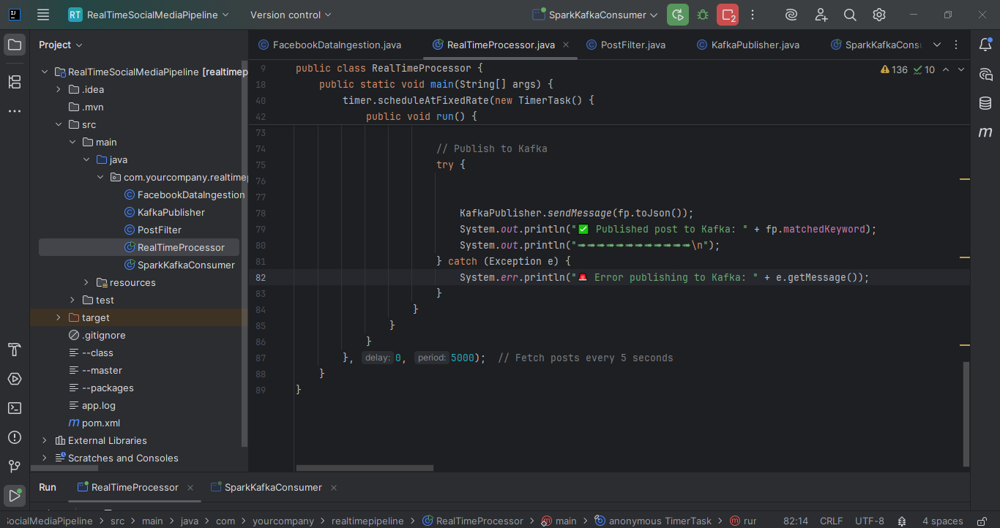 RT RealTimeSocialMediaPipeline Version control SparkKafkaConsumer 2
Project
RealTimeSocialMediaPipeline [realtimep
.idea
.mvn
src
main
java
com.yourcompany.realtimep
FacebookDataIngestion
KafkaPublisher
PostFilter
RealTimeProcessor
SparkKafkaConsumer
resources
test
target
.gitignore
--class
--master
--packages
app.log
pom.xml
External Libraries
Scratches and Consoles
FacebookDataIngestion.java RealTimeProcessor.java PostFilter.java KafkaPublisher.java SparkKafkaConsu
136 10
9 public class RealTimeProcessor {
18 public static void main(String[] args) {
40 timer.scheduleAtFixedRate(new TimerTask() {
42 public void run() {
73
74 // Publish to Kafka
75 try {
76
77
78 KafkaPublisher.sendMessage(fp.toJson());
79 System.out.println("✅ Published post to Kafka: " + fp.matchedKeyword);
80 System.out.println("➖➖➖➖➖➖➖➖➖➖➖➖\n");
81 } catch (Exception e) {
82 System.err.println("🚨 Error publishing to Kafka: " + e.getMessage());
83 }
84 }
85 }
86 }
87 }, delay: 0, period: 5000); // Fetch posts every 5 seconds
88 }
89 }
Run RealTimeProcessor SparkKafkaConsumer
ocialMediaPipeline > src > main > java > com > yourcompany > realtimepipeline > RealTimeProcessor > main > anonymous TimerTask > run 82:14 CRLF UTF-8 4 spaces